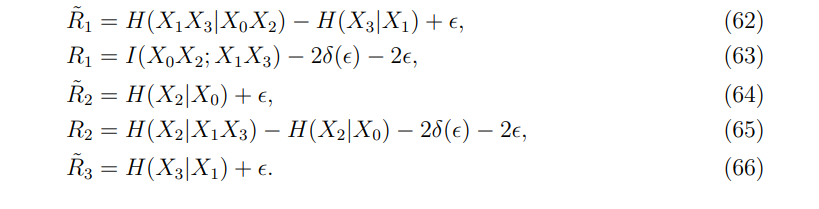 R̃₁ = H(X₁X₃|X₀X₂) − H(X₃|X₁) + ϵ, (62)
R₁ = I(X₀X₂; X₁X₃) − 2δ(ϵ) − 2ϵ, (63)
R̃₂ = H(X₂|X₀) + ϵ, (64)
R₂ = H(X₂|X₁X₃) − H(X₂|X₀) − 2δ(ϵ) − 2ϵ, (65)
R̃₃ = H(X₃|X₁) + ϵ. (66)